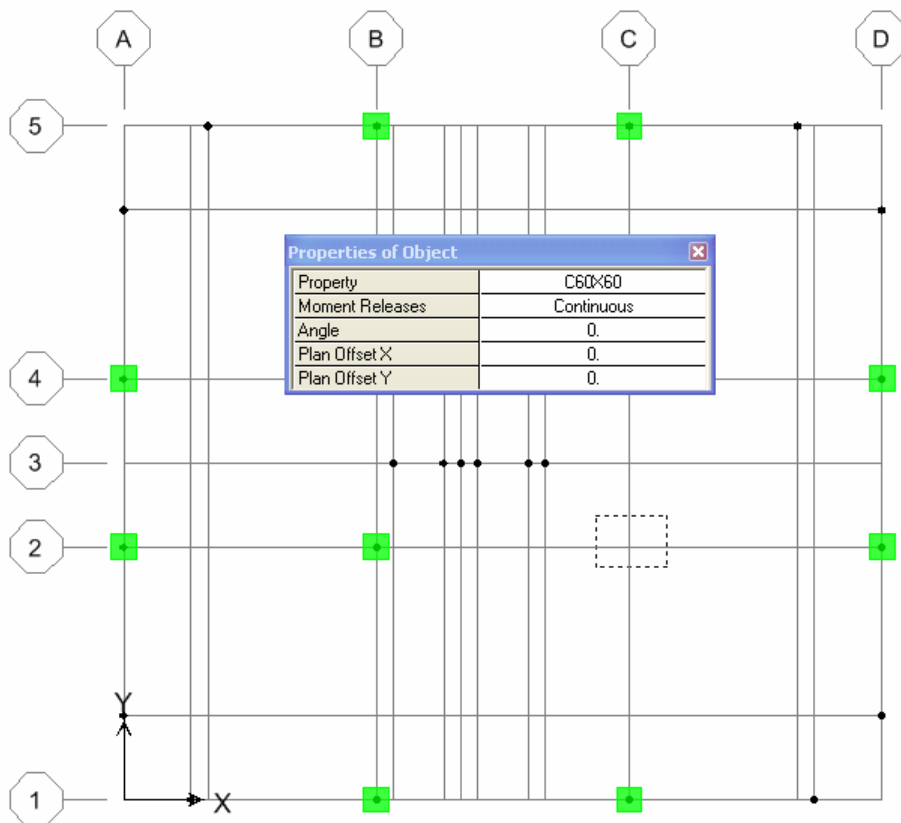 A B C D
5
Properties of Object
Property C60X60
Moment Releases Continuous
Angle 0.
Plan Offset X 0.
Plan Offset Y 0.
4
3
2
Y
X
1